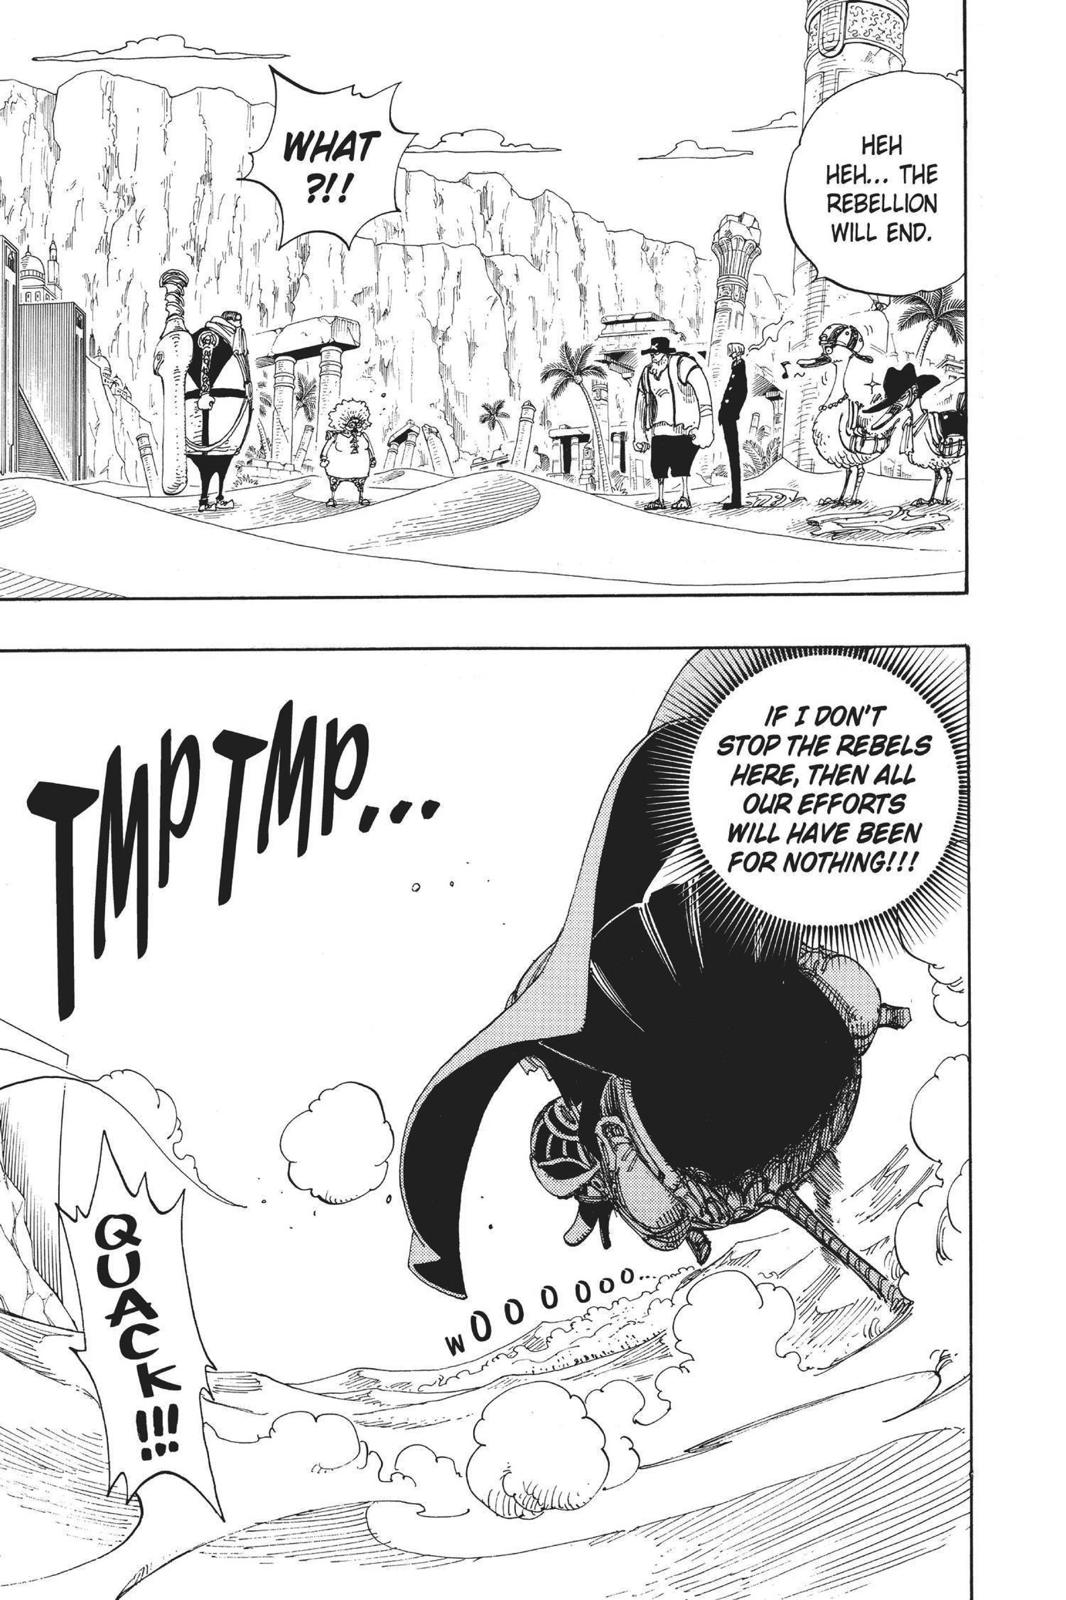 HEH
HEH... THE
REBELLION
WILL END.
WHAT
?!!
IF I DON'T
STOP THE REBELS
HERE, THEN ALL
OUR EFFORTS
WILL HAVE BEEN
FOR NOTHING!!!
TMP TMP...
WOOOOOO...
QUACK!!!